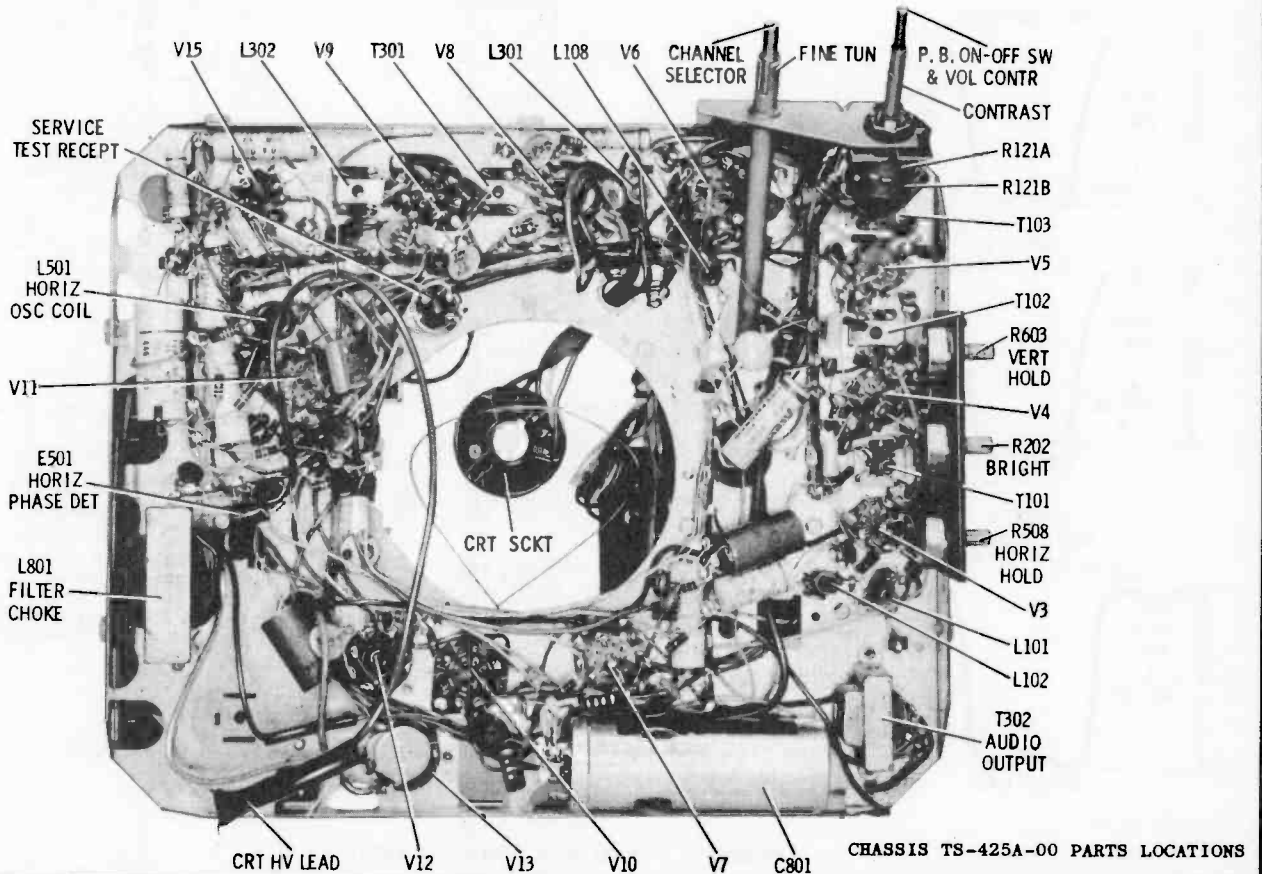 V15
L302
V9
T301
V8
L301
L108
V6
CHANNEL
SELECTOR
FINE TUN
P. B. ON-OFF SW
& VOL CONTR
CONTRAST
SERVICE
TEST RECEPT
R121A
R121B
T103
V5
L501
HORIZ
OSC COIL
T102
R603
VERT
HOLD
V11
V4
R202
BRIGHT
E501
HORIZ
PHASE DET
T101
CRT SCKT
R508
HORIZ
HOLD
L801
FILTER
CHOKE
V3
L101
L102
T302
AUDIO
OUTPUT
CRT HV LEAD
V12
V13
V10
V7
C801
CHASSIS TS-425A-00 PARTS LOCATIONS